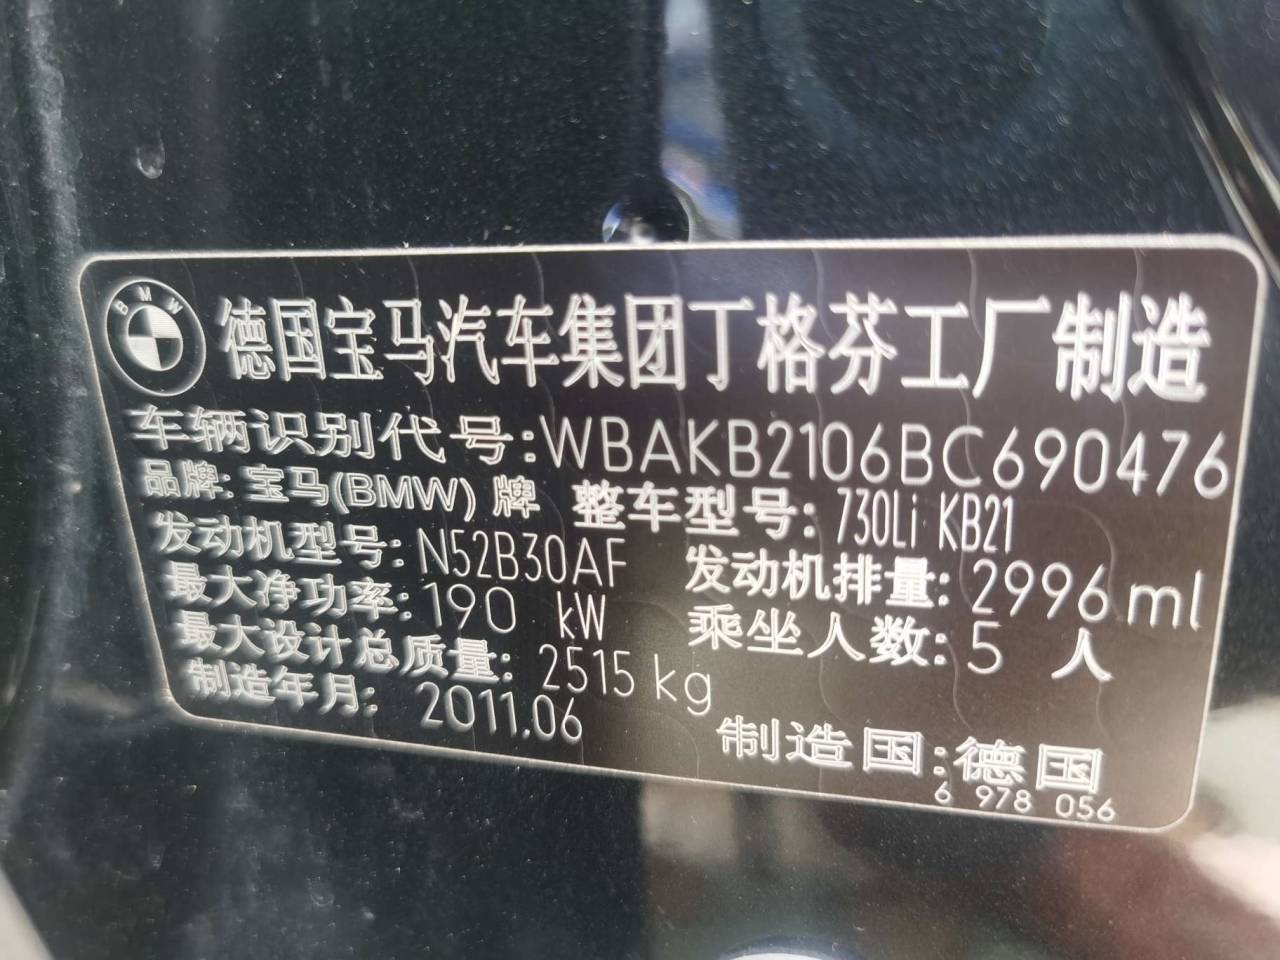 BMW
德国宝马汽车集团丁格芬工厂制造
车辆识别代号:WBAKB2106BC690476
品牌:宝马(BMW)牌 整车型号:730Li KB21
发动机型号:N52B30AF 发动机排量:2996 ml
最大净功率:190 kW 乘坐人数:5 人
最大设计总质量:2515 kg
制造年月:2011.06
制造国:德国
6 978 056